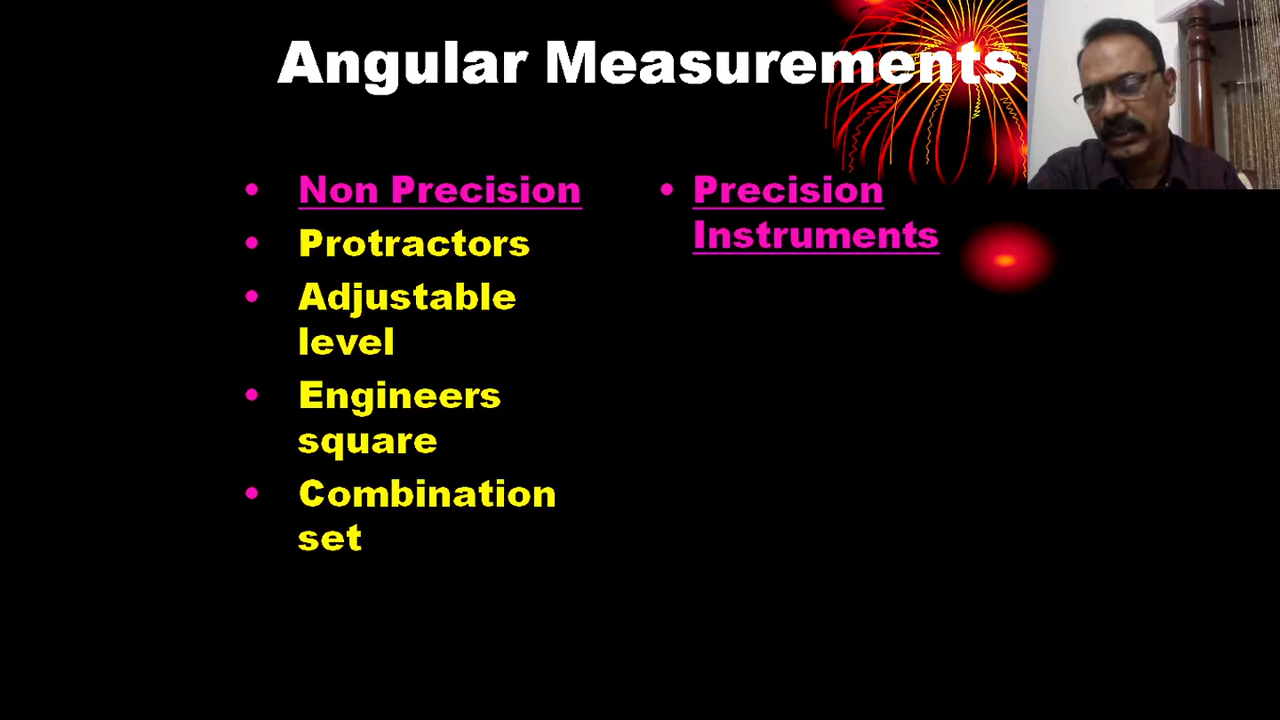 Angular Measurements
• Non Precision
• Protractors
• Adjustable
level
• Engineers
square
• Combination
set
• Precision
Instruments